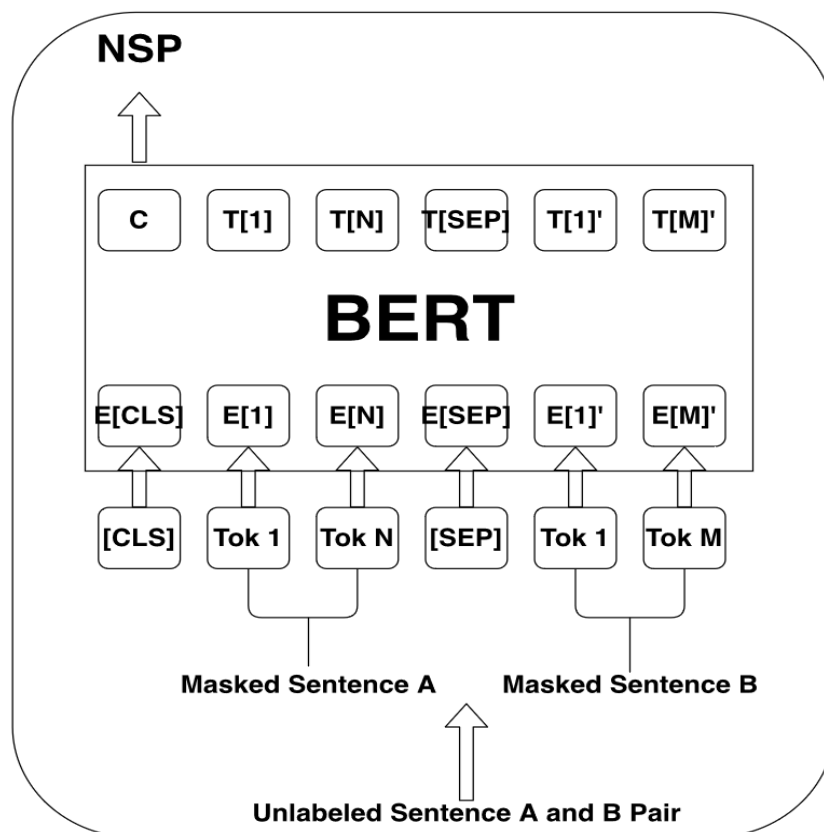 NSP
C T[1] T[N] T[SEP] T[1]' T[M]'
BERT
E[CLS] E[1] E[N] E[SEP] E[1]' E[M]'
[CLS] Tok 1 Tok N [SEP] Tok 1 Tok M
Masked Sentence A Masked Sentence B
Unlabeled Sentence A and B Pair